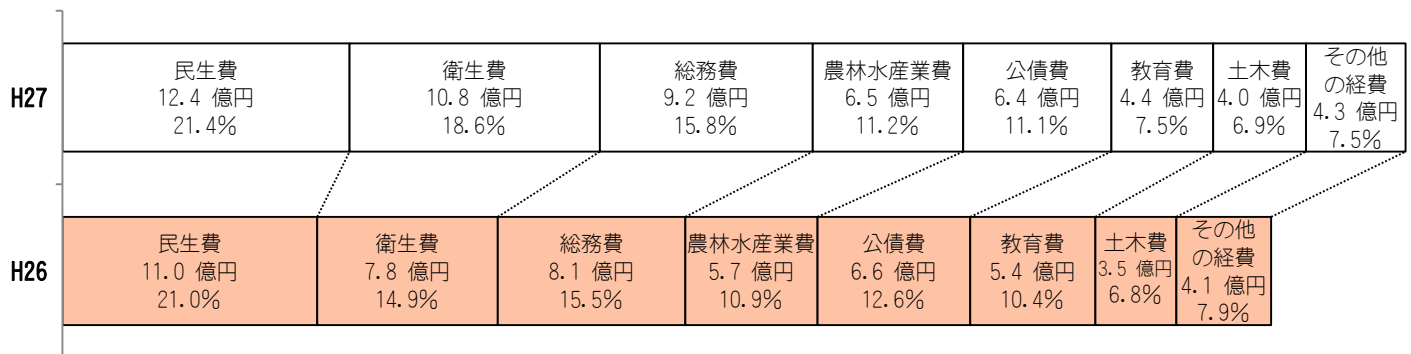 H27
民生費
12.4 億円
21.4%
衛生費
10.8 億円
18.6%
総務費
9.2 億円
15.8%
農林水産業費
6.5 億円
11.2%
公債費
6.4 億円
11.1%
教育費
4.4 億円
7.5%
土木費
4.0 億円
6.9%
その他
の経費
4.3 億円
7.5%
H26
民生費
11.0 億円
21.0%
衛生費
7.8 億円
14.9%
総務費
8.1 億円
15.5%
農林水産業費
5.7 億円
10.9%
公債費
6.6 億円
12.6%
教育費
5.4 億円
10.4%
土木費
3.5 億円
6.8%
その他
の経費
4.1 億円
7.9%